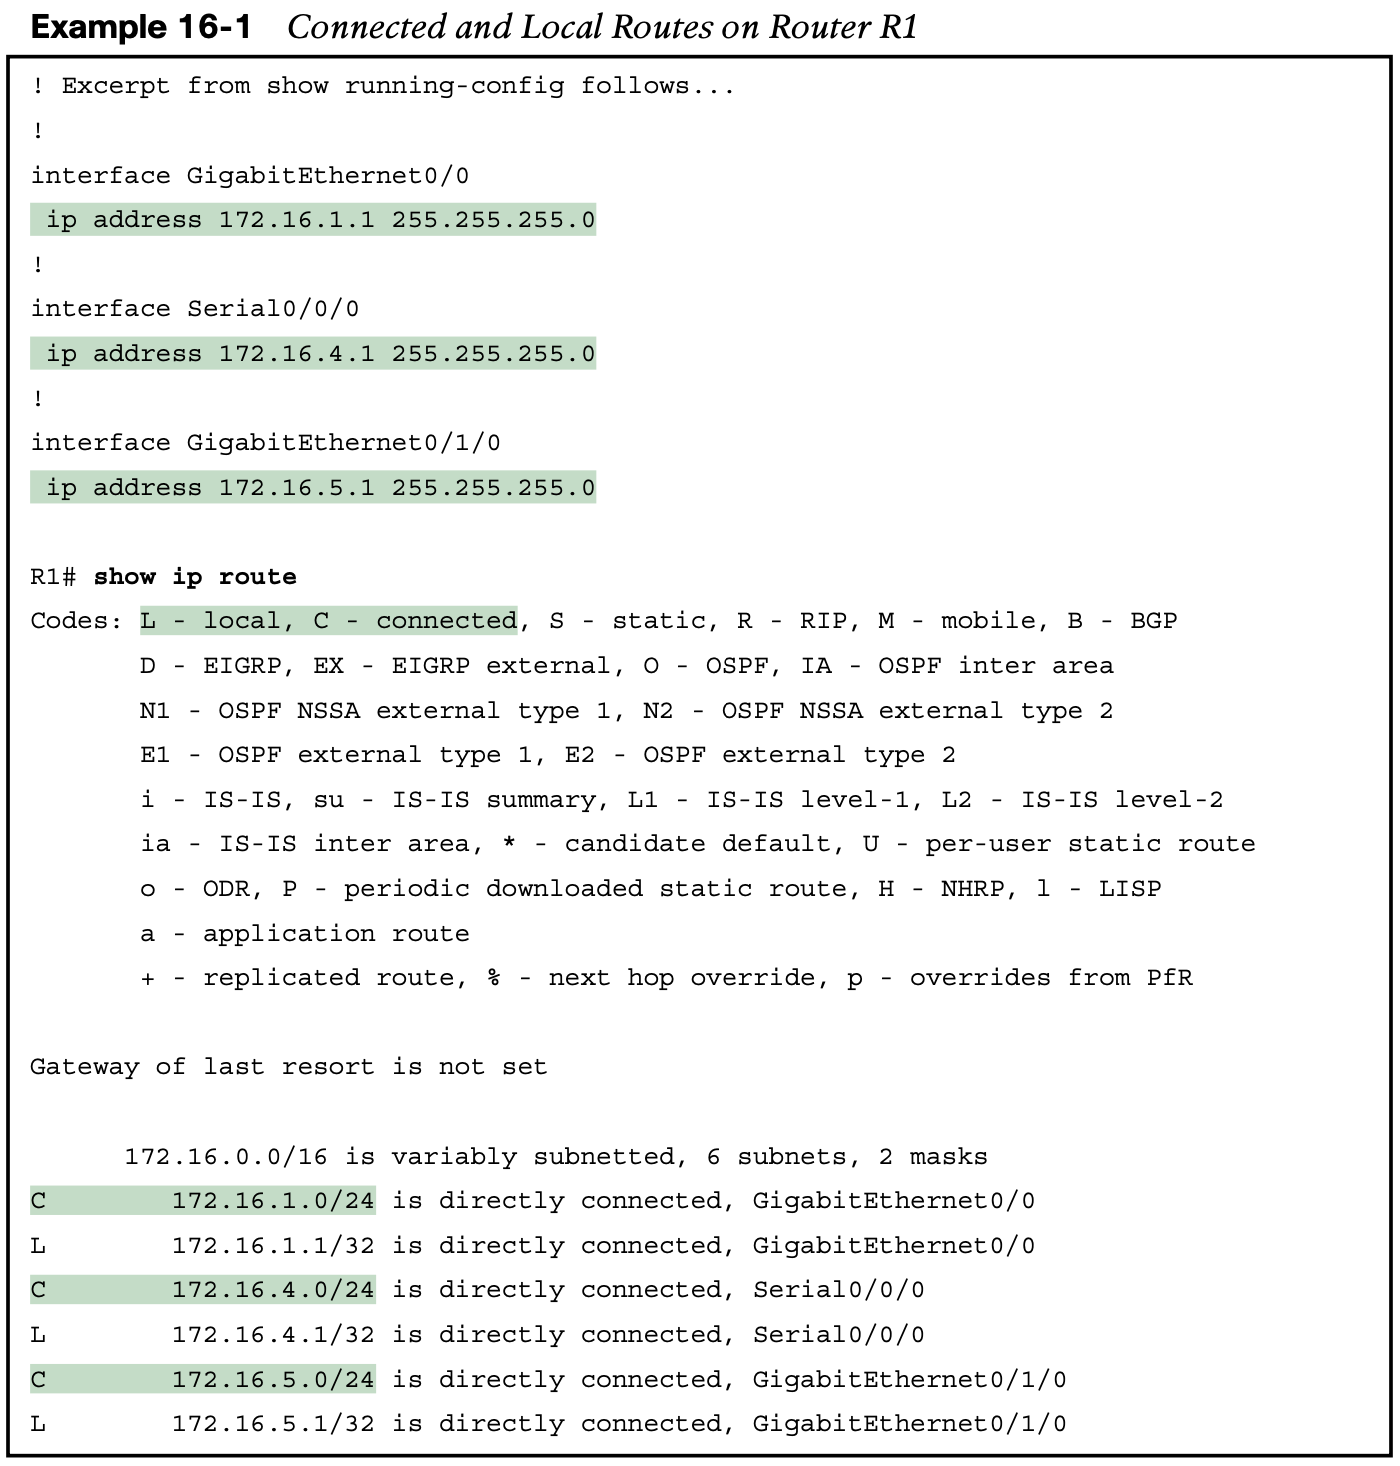 Example 16-1 Connected and Local Routes on Router R1
! Excerpt from show running-config follows...
!
interface GigabitEthernet0/0
 ip address 172.16.1.1 255.255.255.0
!
interface Serial0/0/0
 ip address 172.16.4.1 255.255.255.0
!
interface GigabitEthernet0/1/0
 ip address 172.16.5.1 255.255.255.0
R1# show ip route
Codes: L - local, C - connected, S - static, R - RIP, M - mobile, B - BGP
       D - EIGRP, EX - EIGRP external, O - OSPF, IA - OSPF inter area
       N1 - OSPF NSSA external type 1, N2 - OSPF NSSA external type 2
       E1 - OSPF external type 1, E2 - OSPF external type 2
       i - IS-IS, su - IS-IS summary, L1 - IS-IS level-1, L2 - IS-IS level-2
       ia - IS-IS inter area, * - candidate default, U - per-user static route
       o - ODR, P - periodic downloaded static route, H - NHRP, l - LISP
       a - application route
       + - replicated route, % - next hop override, p - overrides from PfR
Gateway of last resort is not set
      172.16.0.0/16 is variably subnetted, 6 subnets, 2 masks
C        172.16.1.0/24 is directly connected, GigabitEthernet0/0
L        172.16.1.1/32 is directly connected, GigabitEthernet0/0
C        172.16.4.0/24 is directly connected, Serial0/0/0
L        172.16.4.1/32 is directly connected, Serial0/0/0
C        172.16.5.0/24 is directly connected, GigabitEthernet0/1/0
L        172.16.5.1/32 is directly connected, GigabitEthernet0/1/0